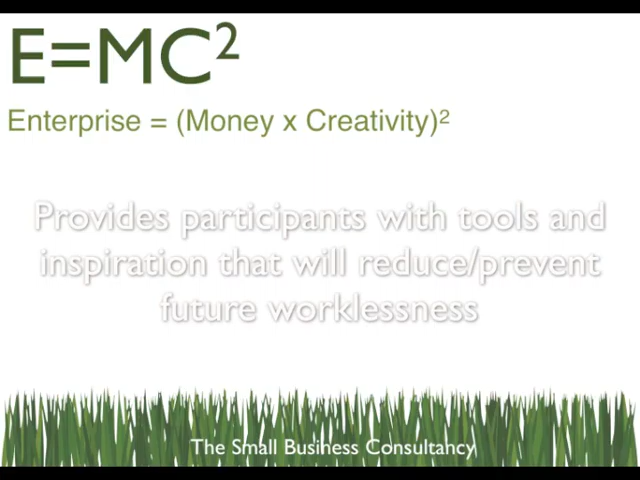 E=MC²
Enterprise = (Money x Creativity)²
Provides participants with tools and
inspiration that will reduce/prevent
future worklessness
The Small Business Consultancy